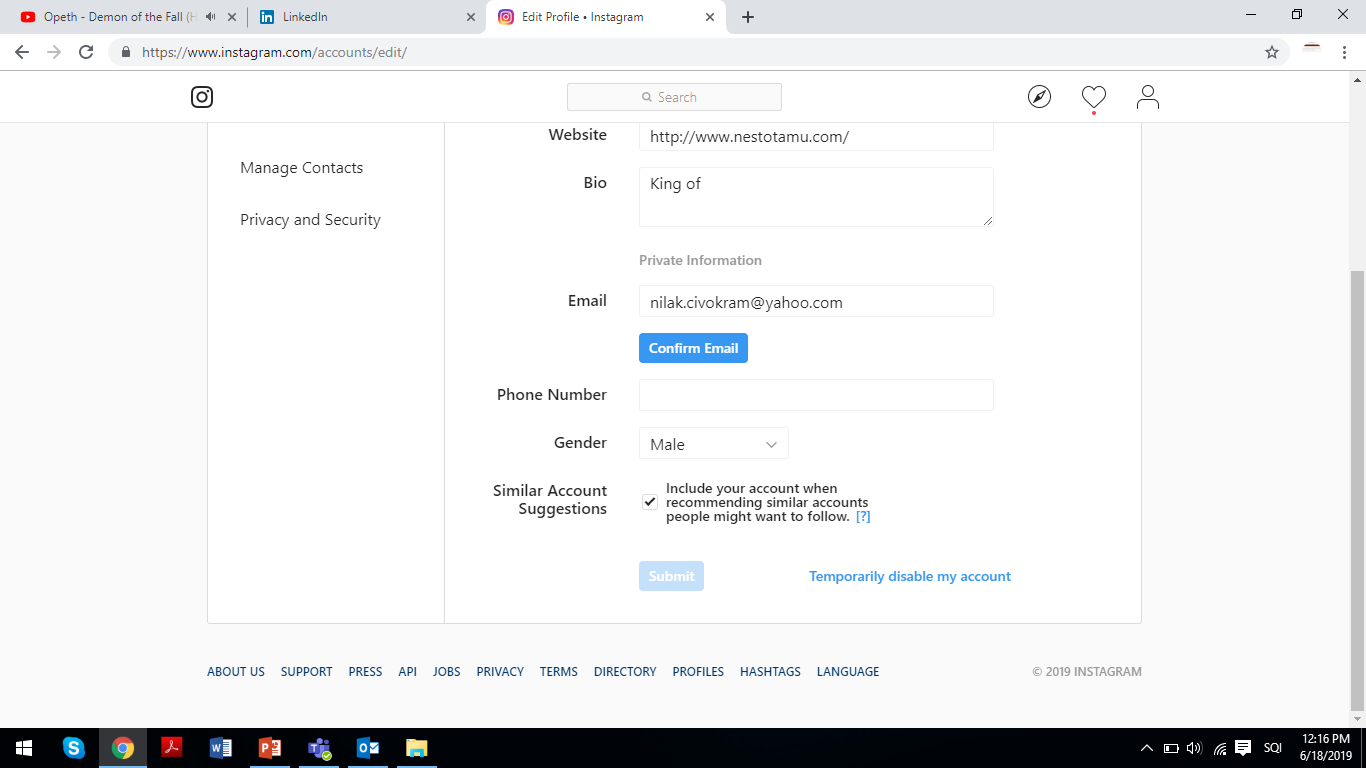 Opeth - Demon of the Fall (H
LinkedIn
Edit Profile • Instagram
https://www.instagram.com/accounts/edit/
Search
Website
http://www.nestotamu.com/
Manage Contacts
Bio
King of
Privacy and Security
Private Information
Email
nilak.civokram@yahoo.com
Confirm Email
Phone Number
Gender
Male
Similar Account
Suggestions
Include your account when
recommending similar accounts
people might want to follow. [?]
Submit
Temporarily disable my account
ABOUT US SUPPORT PRESS API JOBS PRIVACY TERMS DIRECTORY PROFILES HASHTAGS LANGUAGE
© 2019 INSTAGRAM
SQI
12:16 PM
6/18/2019